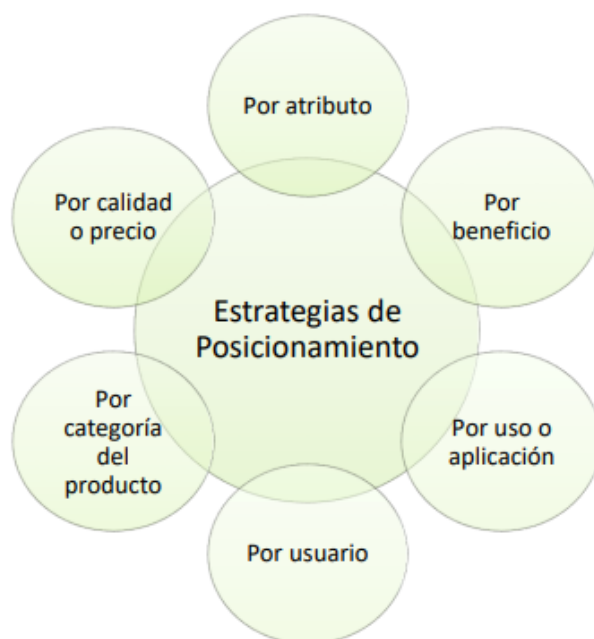 Por atributo
Por calidad
o precio
Por
beneficio
Estrategias de
Posicionamiento
Por
categoría
del
producto
Por uso o
aplicación
Por usuario